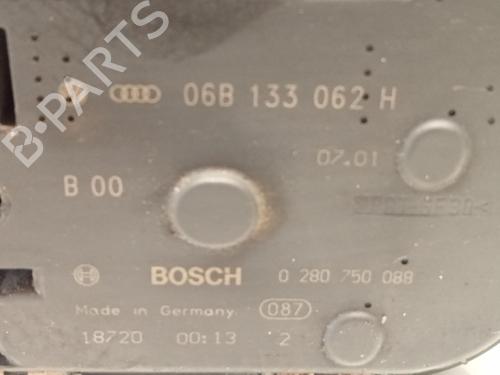 06B 133 062 H
07.01
B 00
BOSCH 0 280 750 088
Made in Germany 087
18720 00:13 2
B-PARTS